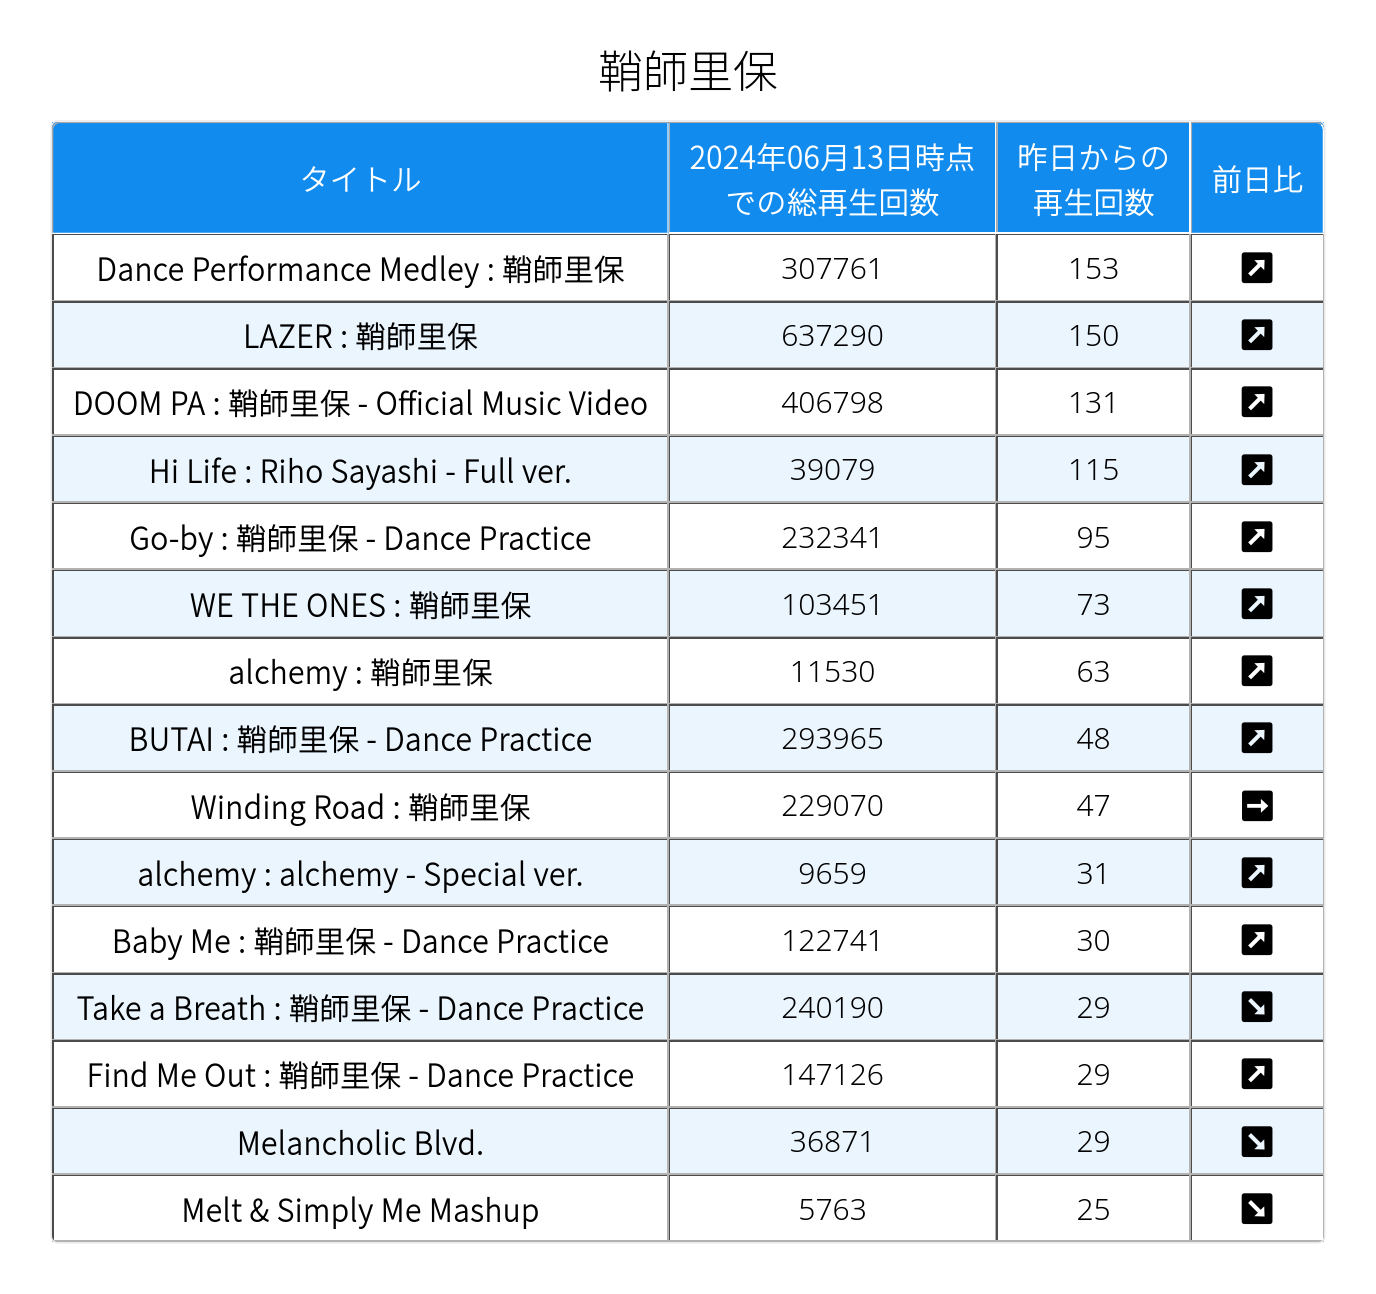 鞘師里保
タイトル 2024年06月13日時点での総再生回数 昨日からの再生回数 前日比
Dance Performance Medley : 鞘師里保 307761 153 ↗
LAZER : 鞘師里保 637290 150 ↗
DOOM PA : 鞘師里保 - Official Music Video 406798 131 ↗
Hi Life : Riho Sayashi - Full ver. 39079 115 ↗
Go-by : 鞘師里保 - Dance Practice 232341 95 ↗
WE THE ONES : 鞘師里保 103451 73 ↗
alchemy : 鞘師里保 11530 63 ↗
BUTAI : 鞘師里保 - Dance Practice 293965 48 ↗
Winding Road : 鞘師里保 229070 47 →
alchemy : alchemy - Special ver. 9659 31 ↗
Baby Me : 鞘師里保 - Dance Practice 122741 30 ↗
Take a Breath : 鞘師里保 - Dance Practice 240190 29 ↘
Find Me Out : 鞘師里保 - Dance Practice 147126 29 ↗
Melancholic Blvd. 36871 29 ↘
Melt & Simply Me Mashup 5763 25 ↘